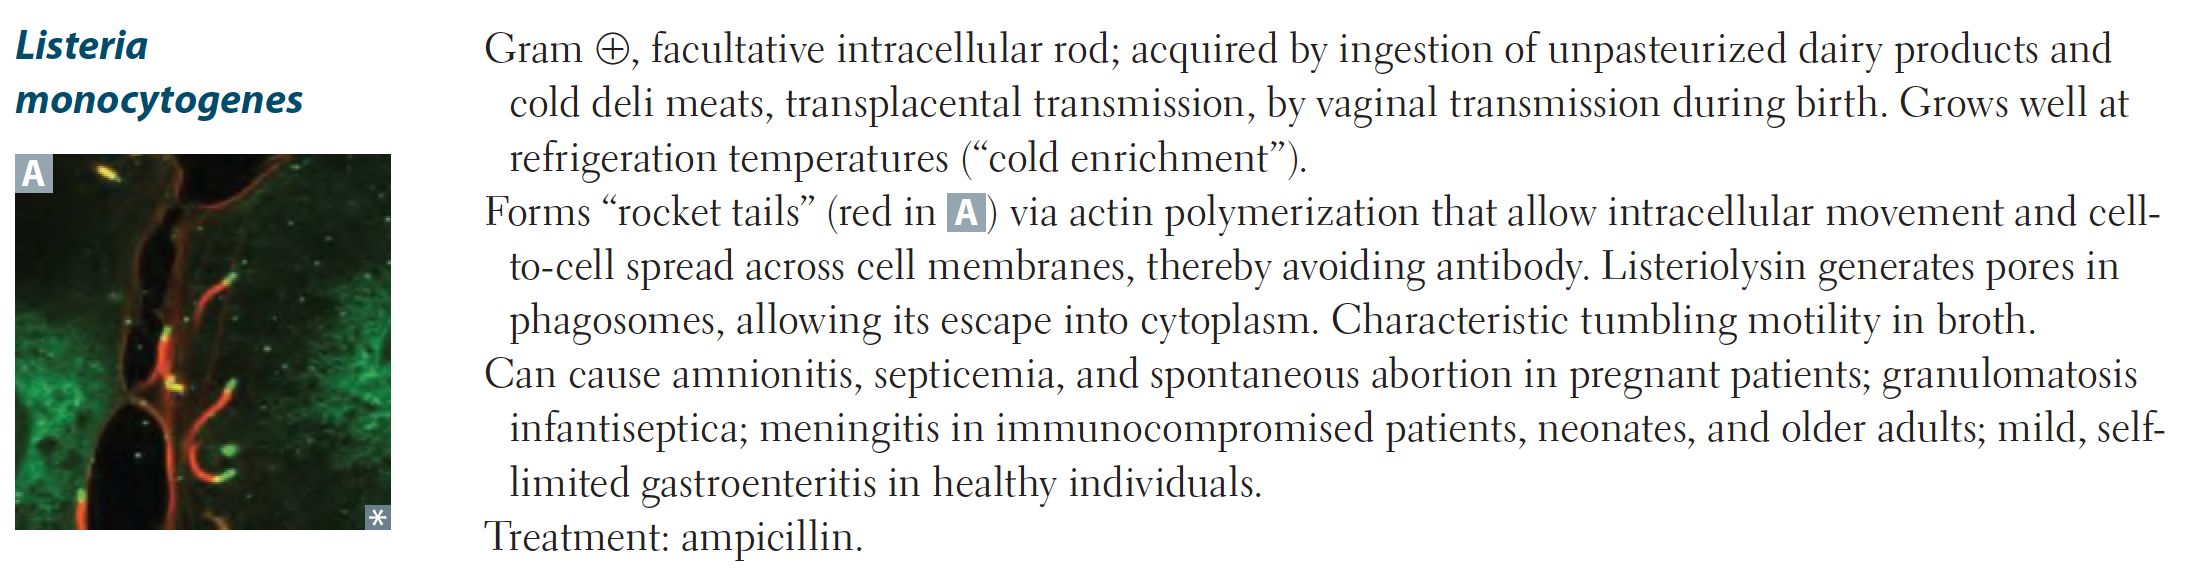 Listeria
monocytogenes
A
*
Gram ⊕, facultative intracellular rod; acquired by ingestion of unpasteurized dairy products and
cold deli meats, transplacental transmission, by vaginal transmission during birth. Grows well at
refrigeration temperatures (“cold enrichment”).
Forms “rocket tails” (red in A) via actin polymerization that allow intracellular movement and cell-
to-cell spread across cell membranes, thereby avoiding antibody. Listeriolysin generates pores in
phagosomes, allowing its escape into cytoplasm. Characteristic tumbling motility in broth.
Can cause amnionitis, septicemia, and spontaneous abortion in pregnant patients; granulomatosis
infantiseptica; meningitis in immunocompromised patients, neonates, and older adults; mild, self-
limited gastroenteritis in healthy individuals.
Treatment: ampicillin.